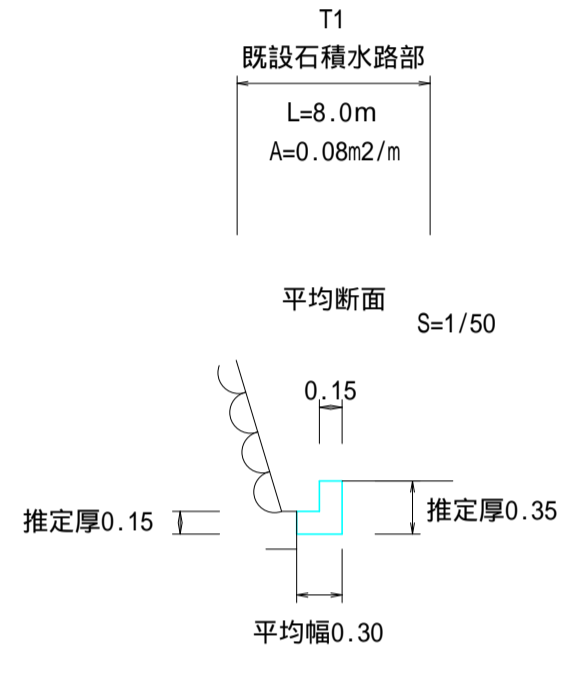 T1
既設石積水路部
L=8.0m
A=0.08m2/m
平均断面
S=1/50
0.15
推定厚0.15
推定厚0.35
平均幅0.30